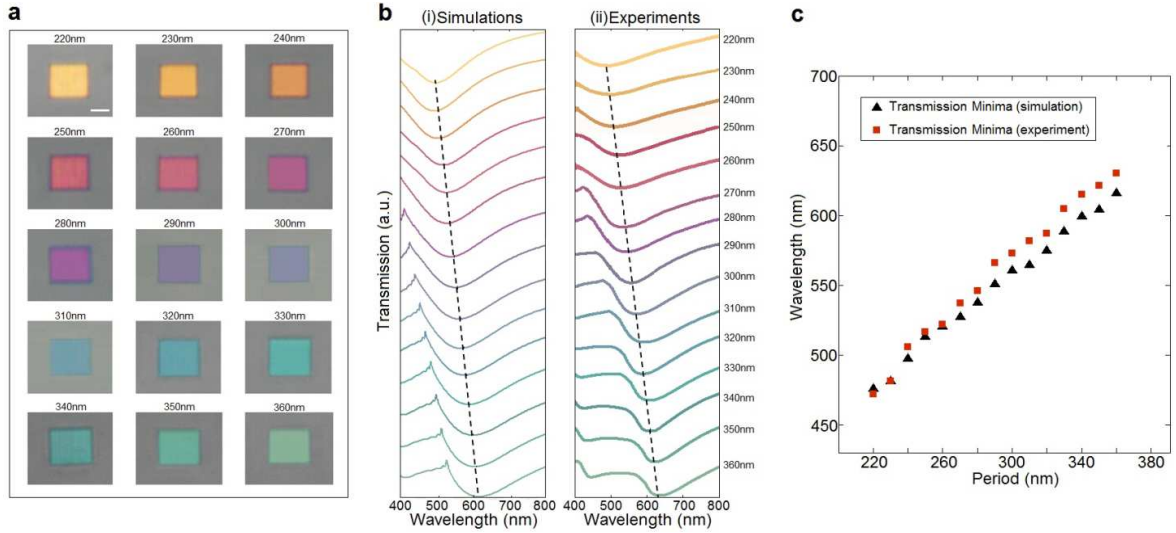 a
220nm 230nm 240nm
250nm 260nm 270nm
280nm 290nm 300nm
310nm 320nm 330nm
340nm 350nm 360nm
b
(i)Simulations (ii)Experiments
Transmission (a.u.)
220nm
230nm
240nm
250nm
260nm
270nm
280nm
290nm
300nm
310nm
320nm
330nm
340nm
350nm
360nm
400 500 600 700 800 400 500 600 700 800
Wavelength (nm) Wavelength (nm)
c
Transmission Minima (simulation)
Transmission Minima (experiment)
Wavelength (nm)
700
650
600
550
500
450
220 260 300 340 380
Period (nm)